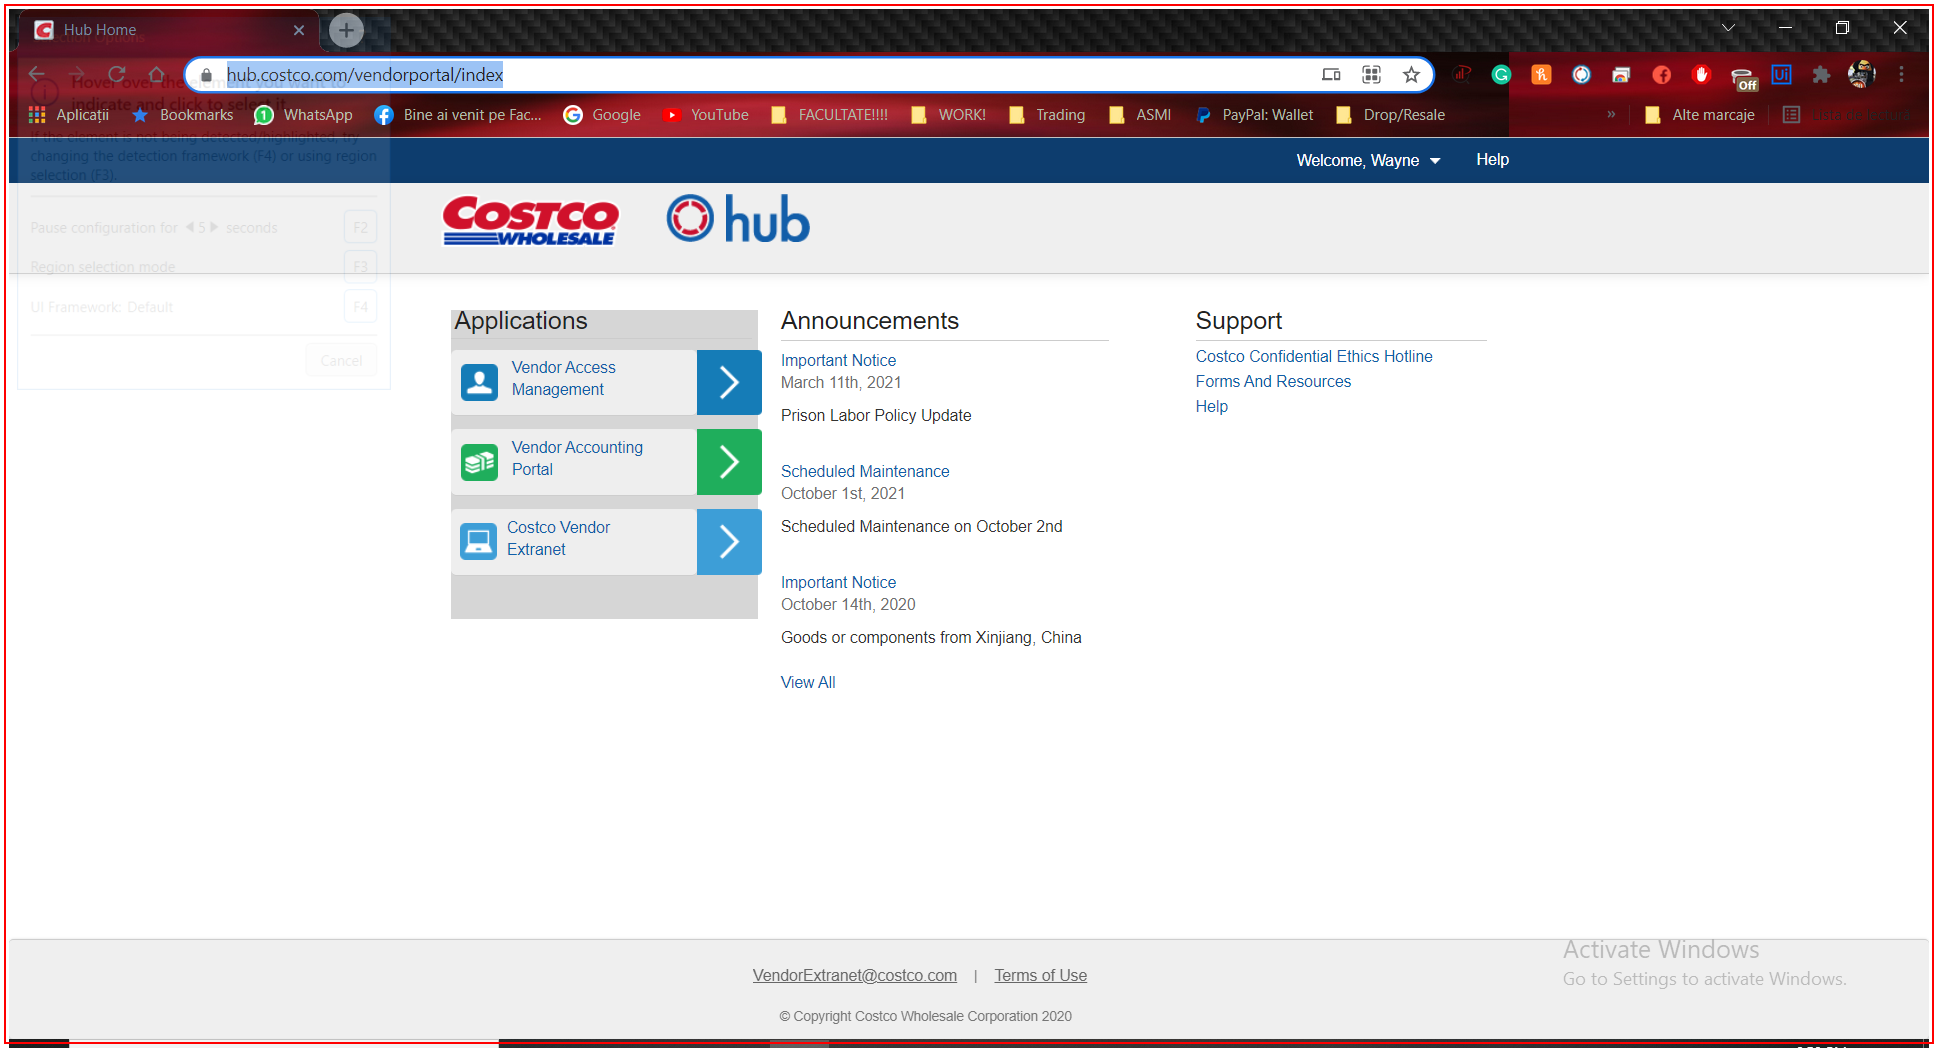 Hub Home
Selection Options
hub.costco.com/vendorportal/index
Off
Hover over the element you want to
indicate and click to select it
Aplicații
Bookmarks
1
WhatsApp
Bine ai venit pe Fac...
Google
YouTube
FACULTATE!!!!
WORK!
Trading
ASMI
PayPal: Wallet
Drop/Resale
»
Alte marcaje
Listă de lectură
If the element is not being detected/highlighted, try
changing the detection framework (F4) or using region
selection (F3).
Welcome, Wayne
Help
COSTCO
WHOLESALE
hub
Pause configuration for 5 seconds
F2
Region selection mode
F3
UI Framework: Default
F4
Cancel
Applications
Vendor Access
Management
Vendor Accounting
Portal
Costco Vendor
Extranet
Announcements
Important Notice
March 11th, 2021
Prison Labor Policy Update
Scheduled Maintenance
October 1st, 2021
Scheduled Maintenance on October 2nd
Important Notice
October 14th, 2020
Goods or components from Xinjiang, China
View All
Support
Costco Confidential Ethics Hotline
Forms And Resources
Help
Activate Windows
Go to Settings to activate Windows.
VendorExtranet@costco.com | Terms of Use
© Copyright Costco Wholesale Corporation 2020